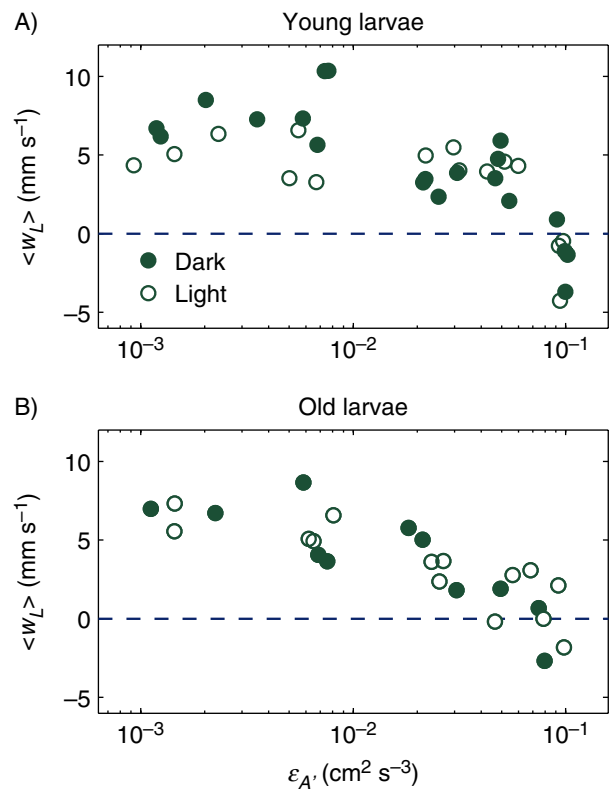 A) Young larvae
10
5
0
−5
<w_L> (mm s⁻¹)
Dark
Light
10⁻³ 10⁻² 10⁻¹
B) Old larvae
10
5
0
−5
<w_L> (mm s⁻¹)
10⁻³ 10⁻² 10⁻¹
ε_A' (cm² s⁻³)